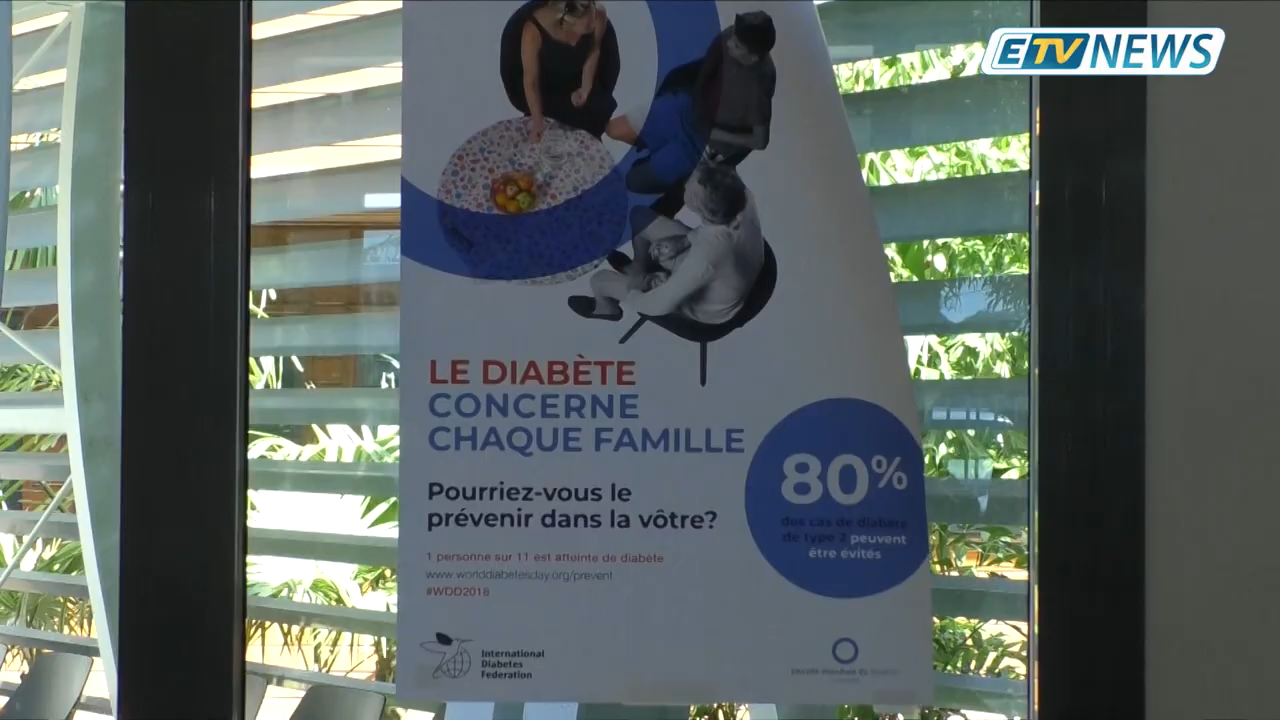 ETVNEWS
LE DIABÈTE
CONCERNE
CHAQUE FAMILLE
Pourriez-vous le
prévenir dans la vôtre?
1 personne sur 11 est atteinte de diabète
www.worlddiabetesday.org/prevent
#WDD2018
80%
des cas de diabète
de type 2 peuvent
être évités
International
Diabetes
Federation